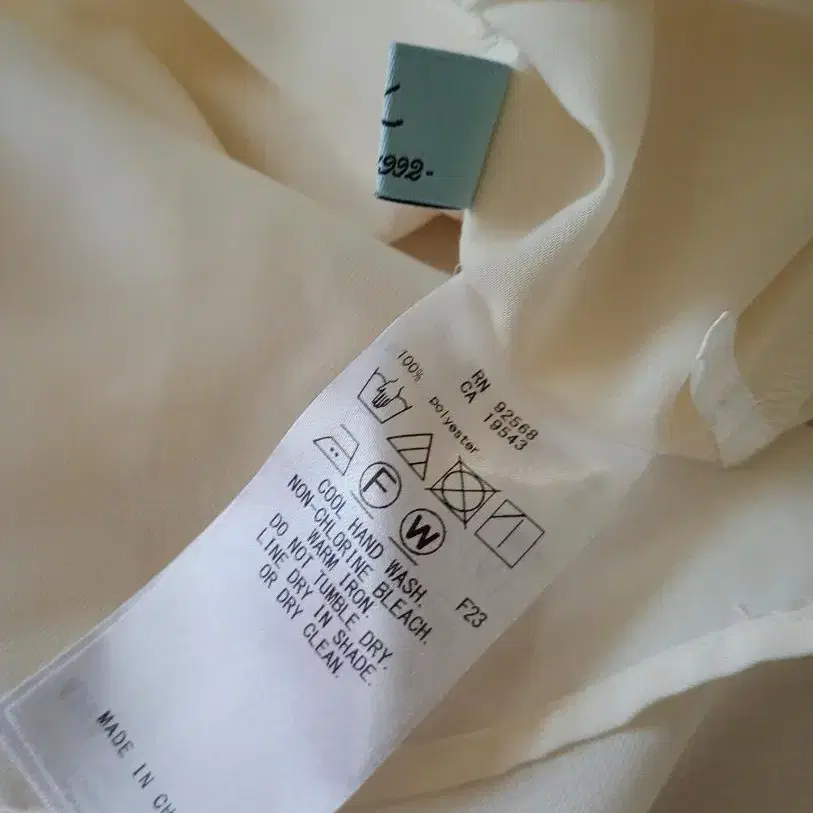 1992-
RN 92568
CA 19543
100% polyester
F
W
COOL HAND WASH.
NON-CHLORINE BLEACH.
WARM IRON.
DO NOT TUMBLE DRY.
LINE DRY IN SHADE.
OR DRY CLEAN.
F23
MADE IN CH